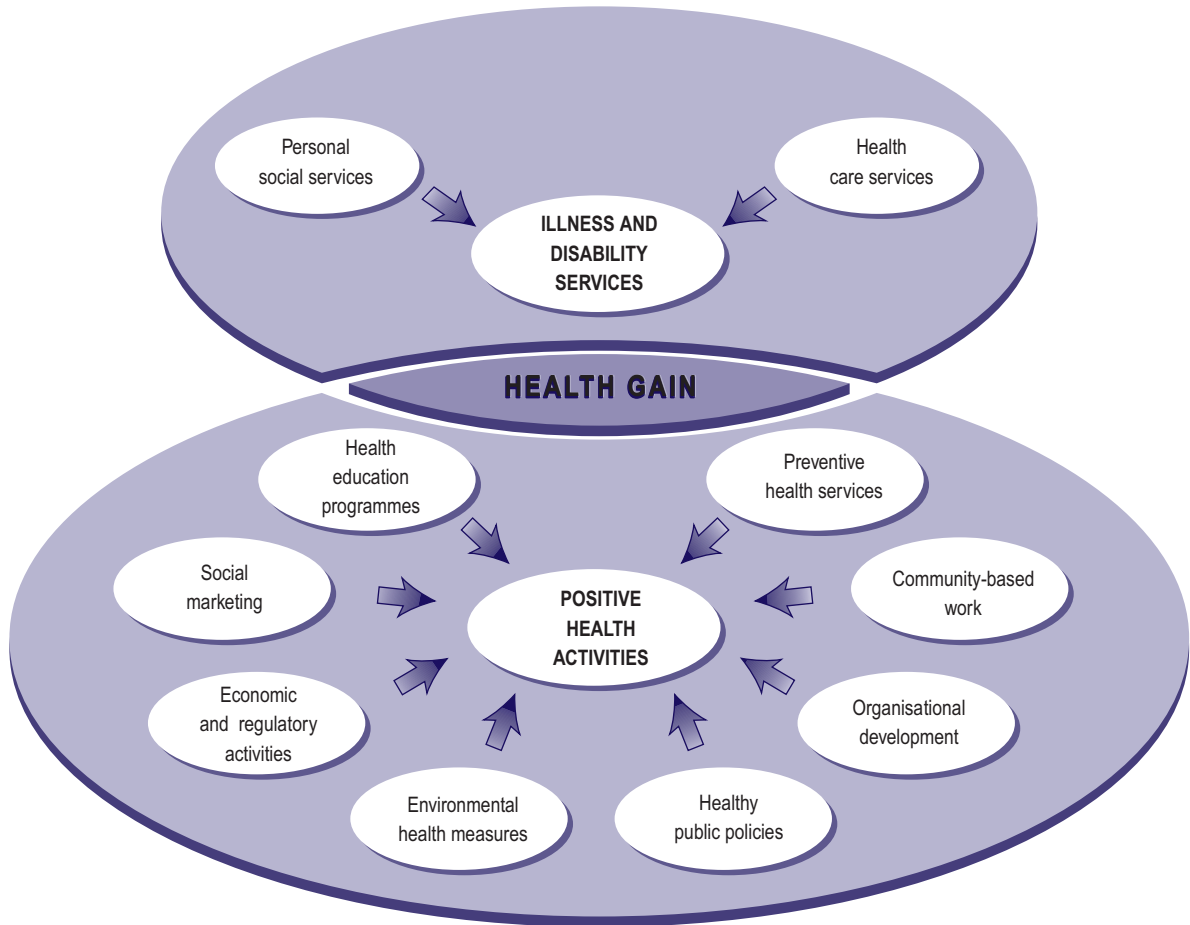 Personal
social services
Health
care services
ILLNESS AND
DISABILITY
SERVICES
HEALTH GAIN
Health
education
programmes
Preventive
health services
Social
marketing
POSITIVE
HEALTH
ACTIVITIES
Community-based
work
Economic
and regulatory
activities
Organisational
development
Environmental
health measures
Healthy
public policies